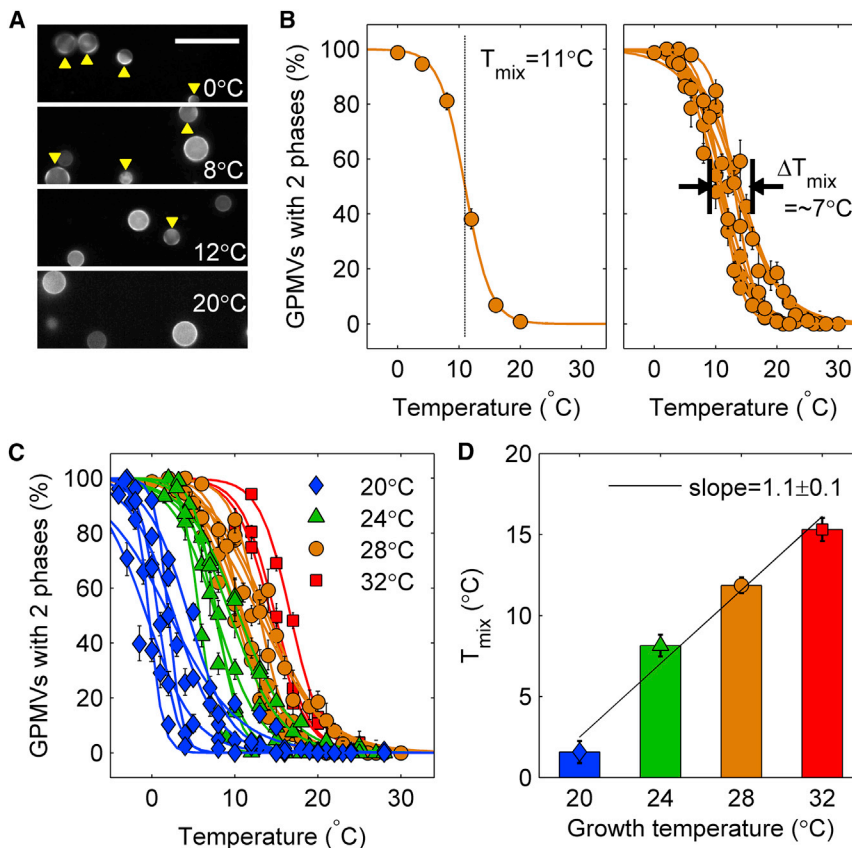 A
0°C
8°C
12°C
20°C
B
GPMVs with 2 phases (%)
100
80
60
40
20
0
T_mix=11°C
0 10 20 30
Temperature (°C)
ΔT_mix
=~7°C
0 10 20 30
Temperature (°C)
C
GPMVs with 2 phases (%)
100
80
60
40
20
0
20°C
24°C
28°C
32°C
0 10 20 30
Temperature (°C)
D
T_mix (°C)
20
15
10
5
0
slope=1.1±0.1
20 24 28 32
Growth temperature (°C)